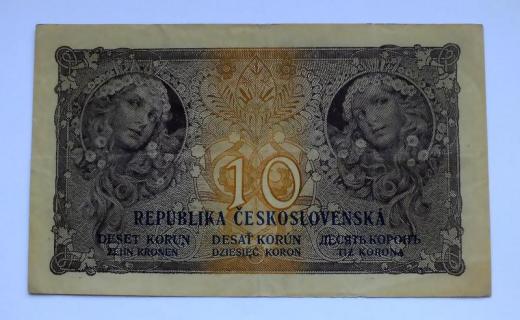 10
REPUBLIKA ČESKOSLOVENSKÁ
DESET KORUN DESAŤ KORÚN ДЕСЯТЬ КОРОНЪ
ZEHN KRONEN DZIESIĘĆ KORON TIZ KORONA